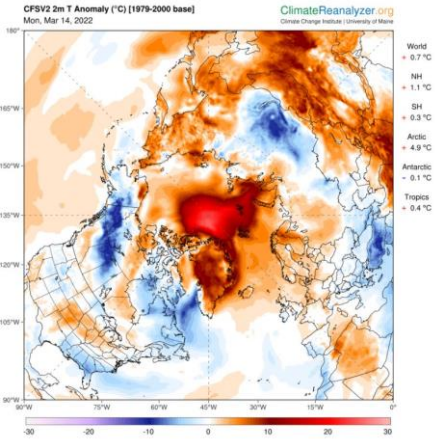 CFSV2 2m T Anomaly (°C) [1979-2000 base]
Mon, Mar 14, 2022
ClimateReanalyzer.org
Climate Change Institute | University of Maine
180°
165°W
150°W
135°W
120°W
105°W
90°W
90°W 75°W 60°W 45°W 30°W 15°W 0°
World
+ 0.7 °C
NH
+ 1.1 °C
SH
+ 0.3 °C
Arctic
+ 4.9 °C
Antarctic
- 0.1 °C
Tropics
+ 0.4 °C
-30 -20 -10 0 10 20 30